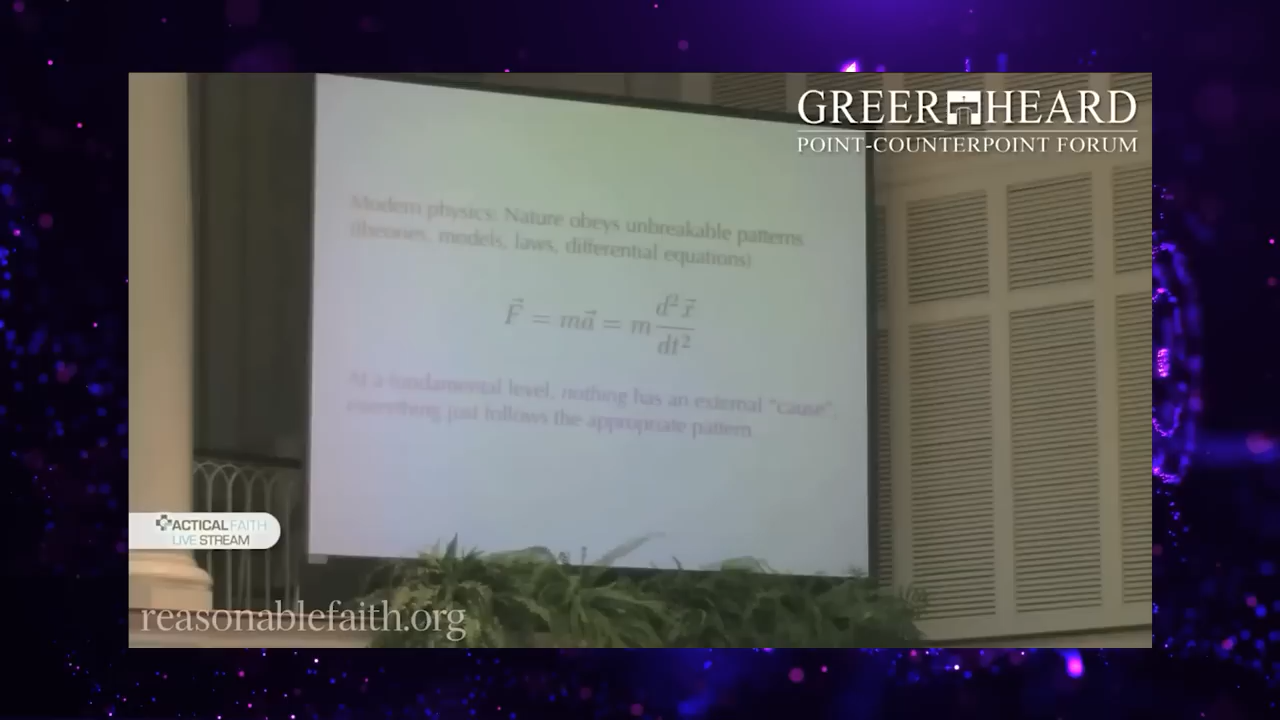 GREER HEARD
POINT-COUNTERPOINT FORUM
Modern physics: Nature obeys unbreakable patterns
(theories, models, laws, differential equations)
F⃗ = ma⃗ = m d²x⃗/dt²
At a fundamental level, nothing has an external "cause",
everything just follows the appropriate pattern
TACTICAL FAITH
LIVE STREAM
reasonablefaith.org